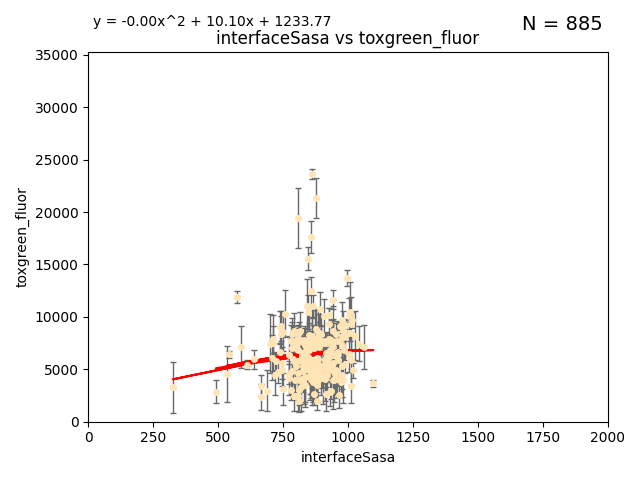 y = -0.00x^2 + 10.10x + 1233.77
N = 885
interfaceSasa vs toxgreen_fluor
35000
30000
25000
20000
15000
10000
5000
0
toxgreen_fluor
0 250 500 750 1000 1250 1500 1750 2000
interfaceSasa